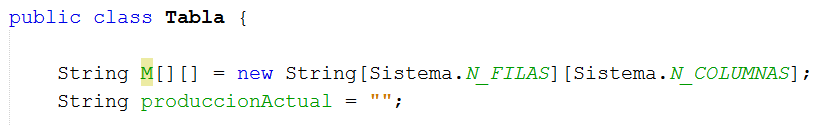 public class Tabla {
String M[][] = new String[Sistema.N_FILAS][Sistema.N_COLUMNAS];
String produccionActual = "";